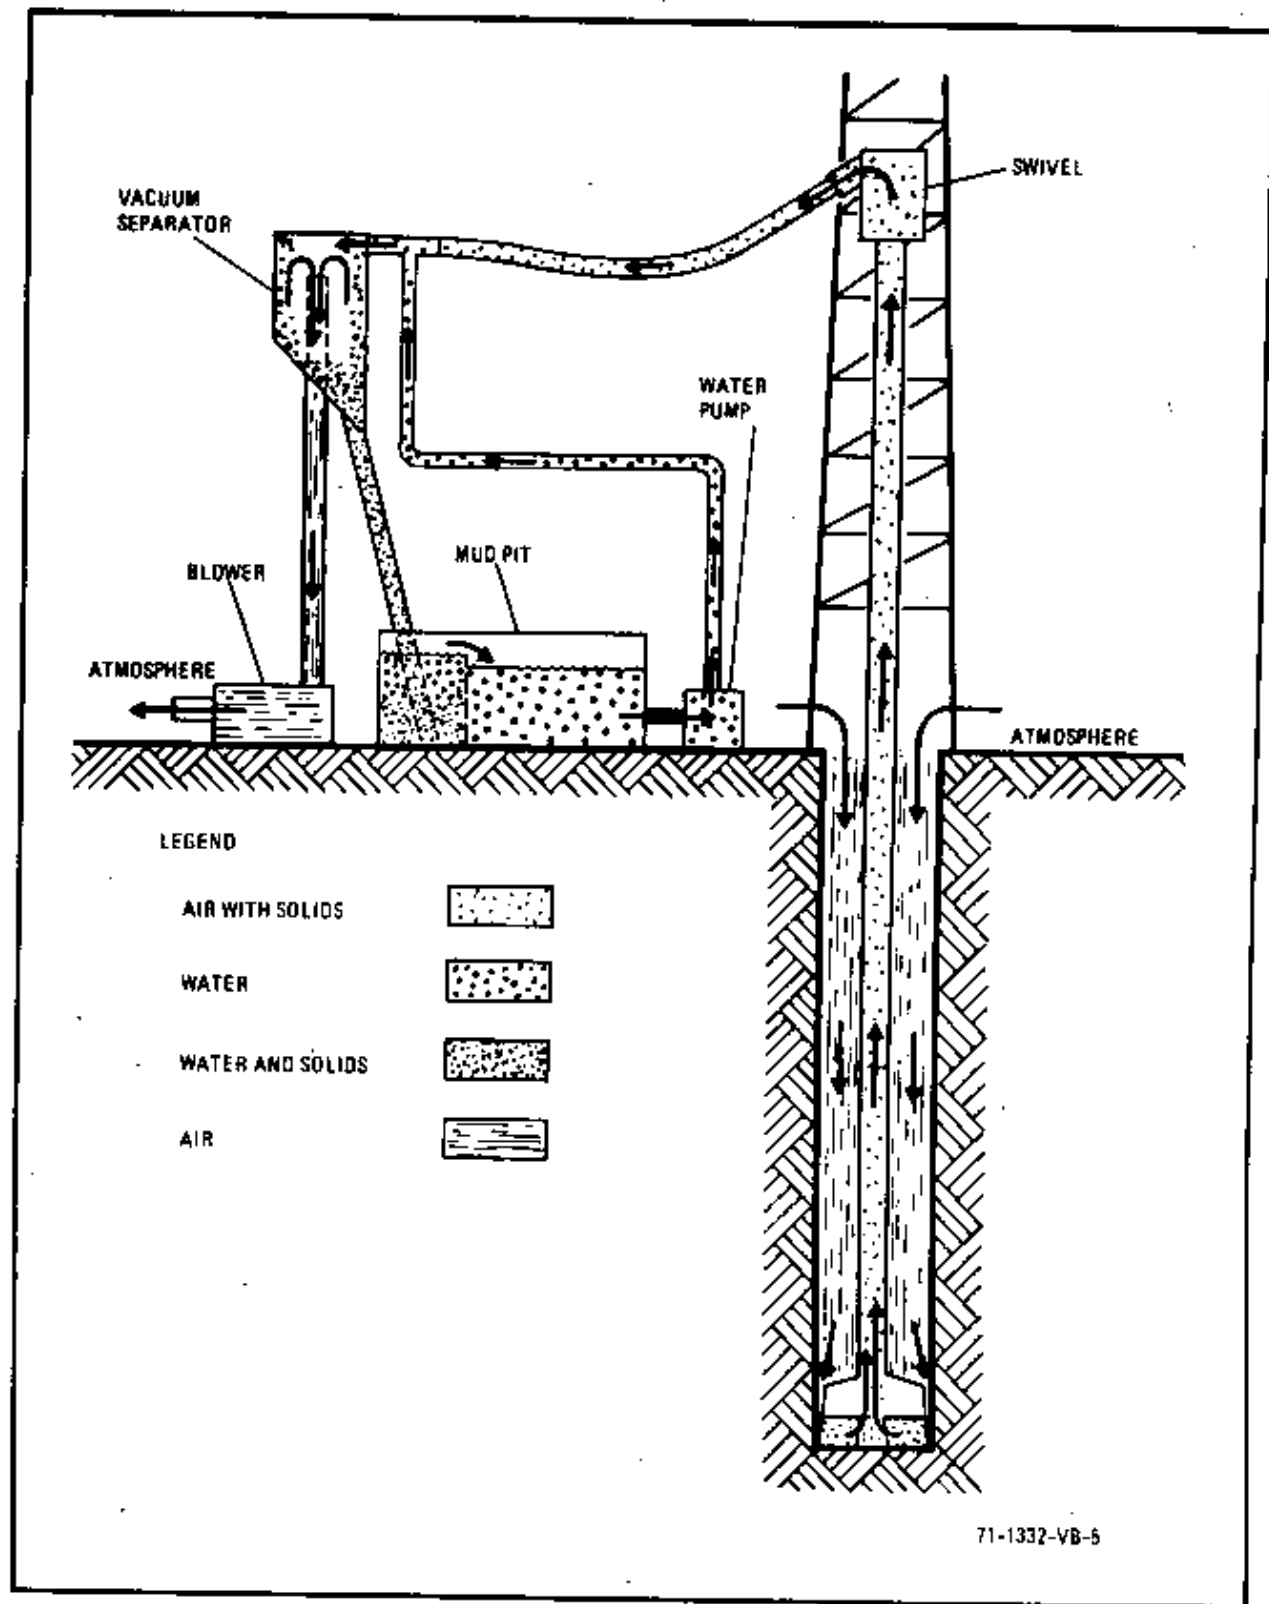 SWIVEL
VACUUM
SEPARATOR
WATER
PUMP
MUD PIT
BLOWER
ATMOSPHERE
ATMOSPHERE
LEGEND
AIR WITH SOLIDS
WATER
WATER AND SOLIDS
AIR
71-1332-VB-5